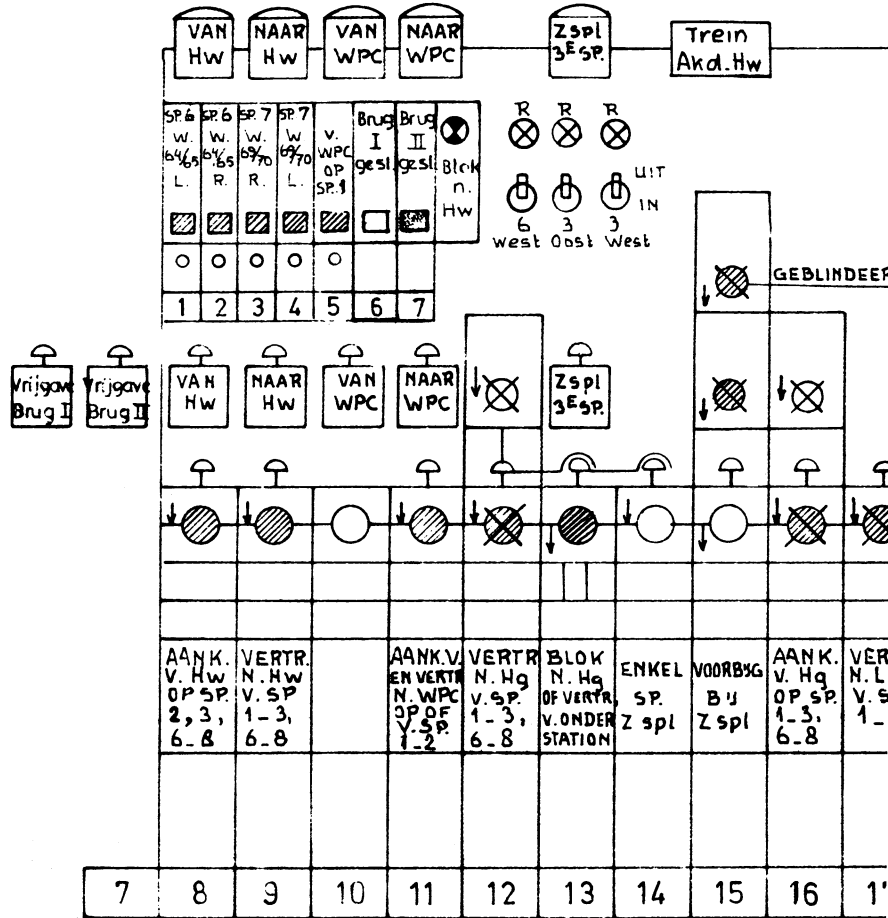 VAN Hw
NAAR Hw
VAN WPC
NAAR WPC
Zspl 3E SP.
Trein Akd. Hw
SP. 6 W. 64/65 L.
SP. 6 W. 64/65 R.
SP. 7 W. 69/70 R.
SP. 7 W 69/70 L.
V. WPC OP SP. 1
Brug I gesl.
Brug II gesl.
Blok n. Hw
R R R
UIT
IN
6 3 3
West Oost West
GEBLINDEER
1 2 3 4 5 6 7
Vrijgave Brug I
Vrijgave Brug II
VAN Hw
NAAR Hw
VAN WPC
NAAR WPC
Zspl 3E SP.
AANK. V. Hw OP SP. 2, 3, 6-8
VERTR. N. Hw V. SP 1-3, 6-8
AANK. V. EN VERTR N. WPC OP OF V. SP. 1-2
VERTR N. Hg V. SP. 1-3, 6-8
BLOK N. Hg OF VERTR. V. ONDER STATION
ENKEL SP. Z spl
VOORBIJG BIJ Z spl
AANK. V. Hg OP SP. 1-3, 6-8
VER N. L V. S 1-
7 8 9 10 11 12 13 14 15 16